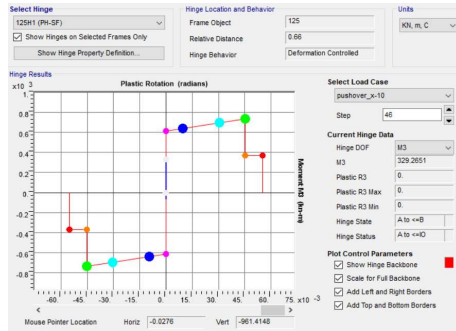 Select Hinge
125H1 (PH-SF)
Show Hinges on Selected Frames Only
Show Hinge Property Definition...
Hinge Location and Behavior
Frame Object 125
Relative Distance 0.66
Hinge Behavior Deformation Controlled
Units
KN, m, C
Hinge Results
x10 3
Plastic Rotation (radians)
1.
0.8
0.6
0.4
0.2
0.
-0.2
-0.4
-0.6
-0.8
Moment M3 (kn-m)
-60. -45. -30. -15. 0. 15. 30. 45. 60. 75. x10 -3
Mouse Pointer Location Horiz -0.0276 Vert -961.4148
Select Load Case
pushover_x-10
Step 46
Current Hinge Data
Hinge DOF M3
M3 329.2651
Plastic R3 0.
Plastic R3 Max 0.
Plastic R3 Min 0.
Hinge State A to <=B
Hinge Status A to <=IO
Plot Control Parameters
Show Hinge Backbone
Scale for Full Backbone
Add Left and Right Borders
Add Top and Bottom Borders